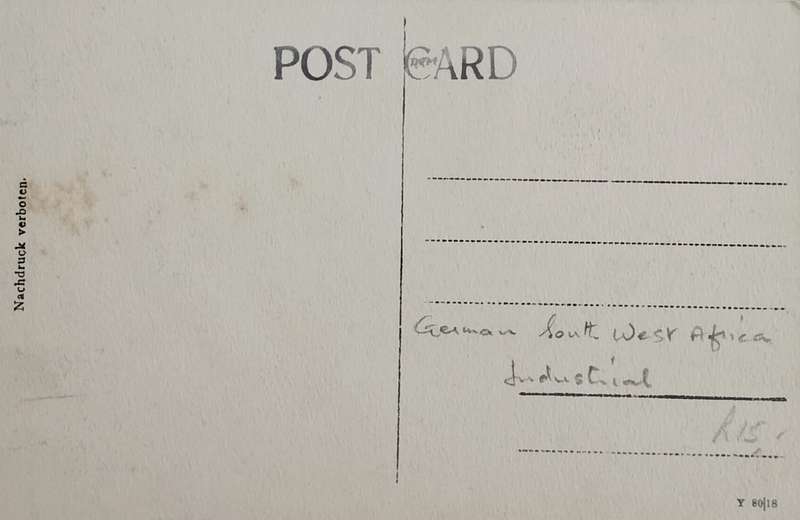 POST CARD
Nachdruck verboten.
German South West Africa
Industrial
R15.
Y 80|18